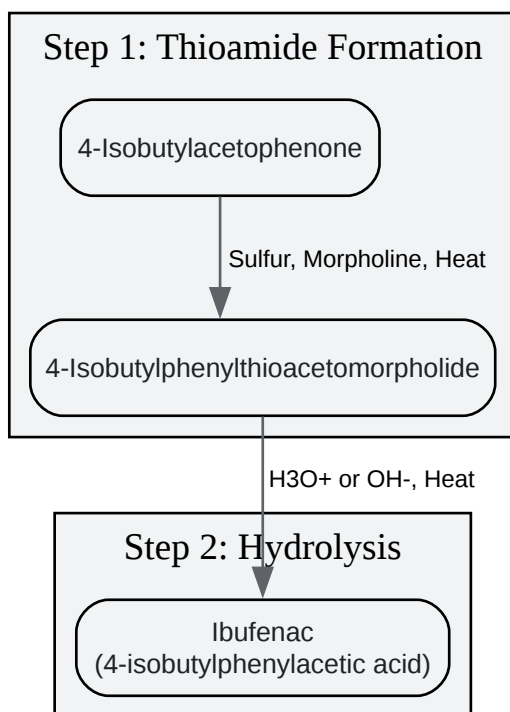 Step 1: Thioamide Formation
4-Isobutylacetophenone
Sulfur, Morpholine, Heat
4-Isobutylphenylthioacetomorpholide
H3O+ or OH-, Heat
Step 2: Hydrolysis
Ibufenac
(4-isobutylphenylacetic acid)